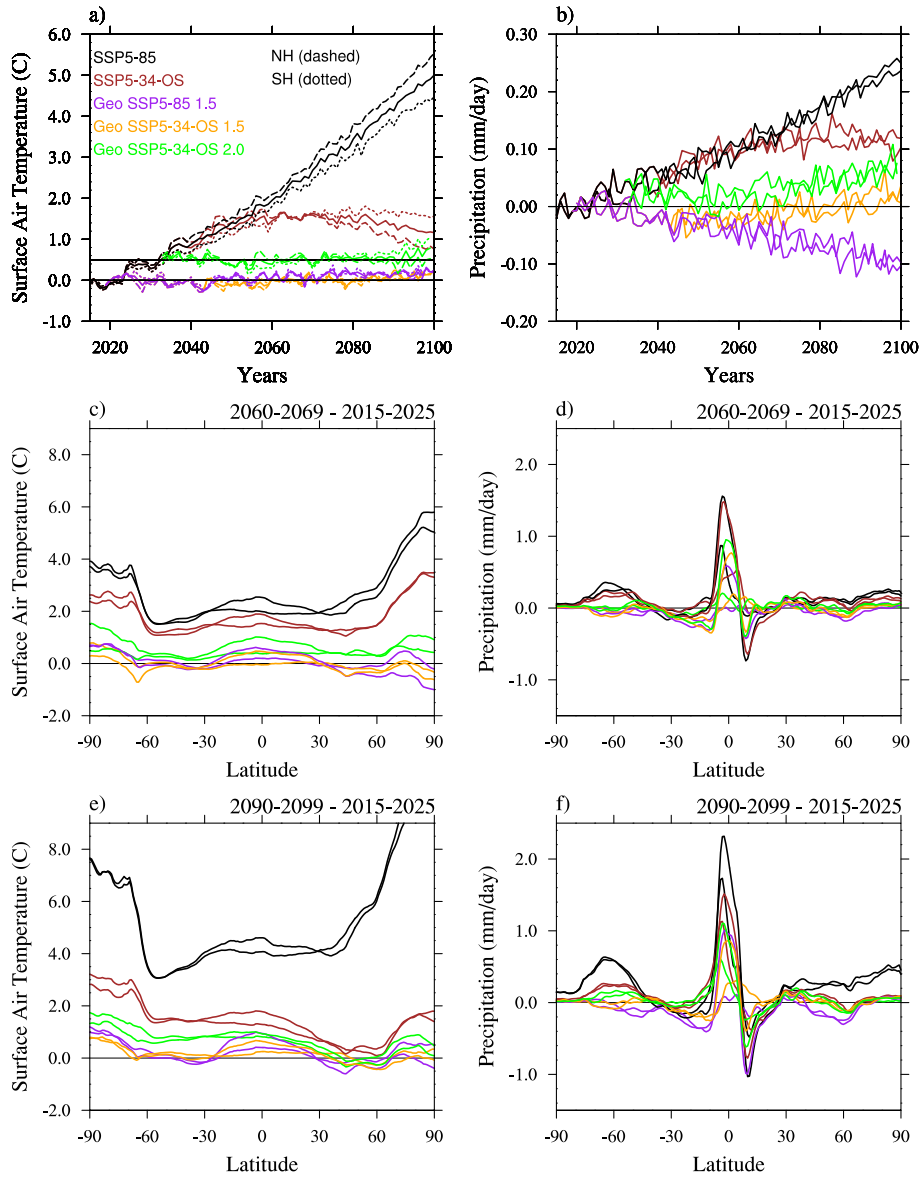 a)
Surface Air Temperature (C)
6.0
5.0
4.0
3.0
2.0
1.0
0.0
-1.0
SSP5-85
SSP5-34-OS
Geo SSP5-85 1.5
Geo SSP5-34-OS 1.5
Geo SSP5-34-OS 2.0
NH (dashed)
SH (dotted)
2020 2040 2060 2080 2100
Years
b)
Precipitation (mm/day)
0.30
0.20
0.10
0.00
-0.10
-0.20
2020 2040 2060 2080 2100
Years
c) 2060-2069 - 2015-2025
Surface Air Temperature (C)
8.0
6.0
4.0
2.0
0.0
-2.0
-90 -60 -30 0 30 60 90
Latitude
d) 2060-2069 - 2015-2025
Precipitation (mm/day)
2.0
1.0
0.0
-1.0
-90 -60 -30 0 30 60 90
Latitude
e) 2090-2099 - 2015-2025
Surface Air Temperature (C)
8.0
6.0
4.0
2.0
0.0
-2.0
-90 -60 -30 0 30 60 90
Latitude
f) 2090-2099 - 2015-2025
Precipitation (mm/day)
2.0
1.0
0.0
-1.0
-90 -60 -30 0 30 60 90
Latitude